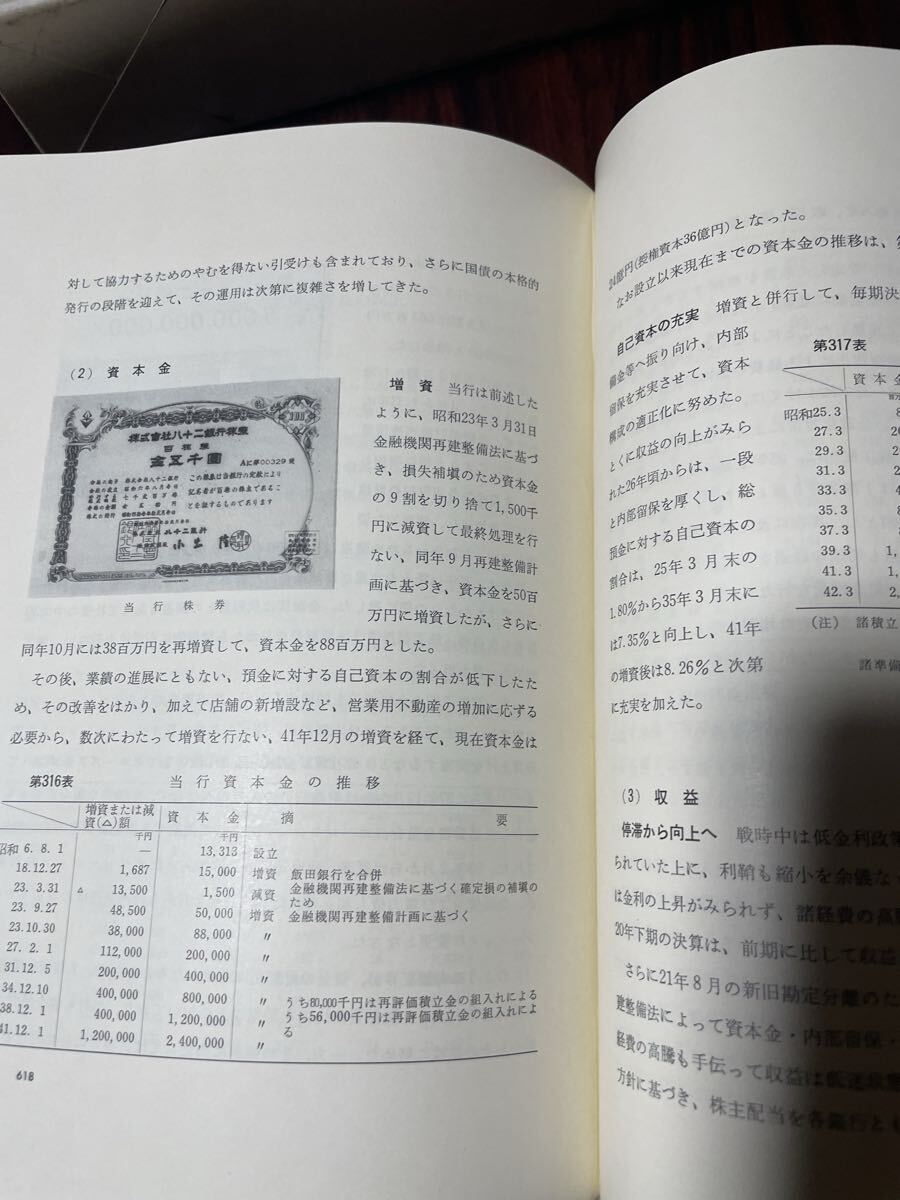 対して協力するためのやむを得ない引受けも含まれており、さらに国債の本格的
発行の段階を迎えて、その運用は次第に複雑さを増してきた。
(2) 資本金
株式会社八十二銀行株券
百株券
金五千圓
Aに第00329號
当行株券
増資 当行は前述した
ように、昭和23年3月31日
金融機関再建整備法に基づ
き、損失補塡のため資本金
の9割を切り捨て1,500千
円に減資して最終処理を行
ない、同年9月再建整備計
画に基づき、資本金を50百
万円に増資したが、さらに
同年10月には38百万円を再増資して、資本金を88百万円とした。
その後、業績の進展にともない、預金に対する自己資本の割合が低下したた
め、その改善をはかり、加えて店舗の新増設など、営業用不動産の増加に応ずる
必要から、数次にわたって増資を行ない、41年12月の増資を経て、現在資本金は
第316表 当行資本金の推移
増資または減資(△)額 資本金 摘要
千円 千円
昭和 6.8.1 — 13,313 設立
18.12.27 1,687 15,000 増資 飯田銀行を合併
23.3.31 △ 13,500 1,500 減資 金融機関再建整備法に基づく確定損の補塡の
ため
23.9.27 48,500 50,000 増資 金融機関再建整備計画に基づく
23.10.30 38,000 88,000 〃
27.2.1 112,000 200,000 〃
31.12.5 200,000 400,000 〃
34.12.10 400,000 800,000 〃 うち80,000千円は再評価積立金の組入れによる
38.12.1 400,000 1,200,000 〃 うち56,000千円は再評価積立金の組入れによ
る
41.12.1 1,200,000 2,400,000 〃
618
24億円(授権資本36億円)となった。
なお設立以来現在までの資本金の推移は、
自己資本の充実 増資と併行して、毎期決
備金等へ振り向け、内部
留保を充実させて、資本
構成の適正化に努めた。
とくに収益の向上がみら
れた26年頃からは、一段
と内部留保を厚くし、総
預金に対する自己資本の
割合は、25年3月末の
1.80%から35年3月末に
は7.35%と向上し、41年
の増資後は8.26%と次第
に充実を加えた。
第317表
資本金
昭和25.3
27.3
29.3
31.3
33.3
35.3
37.3
39.3 1,
41.3 1,
42.3 2,
(注) 諸積立
諸準備
(3) 収益
停滞から向上へ 戦時中は低金利政策
られていた上に、利鞘も縮小を余儀な
は金利の上昇がみられず、諸経費の高騰
20年下期の決算は、前期に比して収益
さらに21年8月の新旧勘定分離のた
建整備法によって資本金・内部留保・
経費の高騰も手伝って収益は低迷状態
方針に基づき、株主配当を各銀行とも